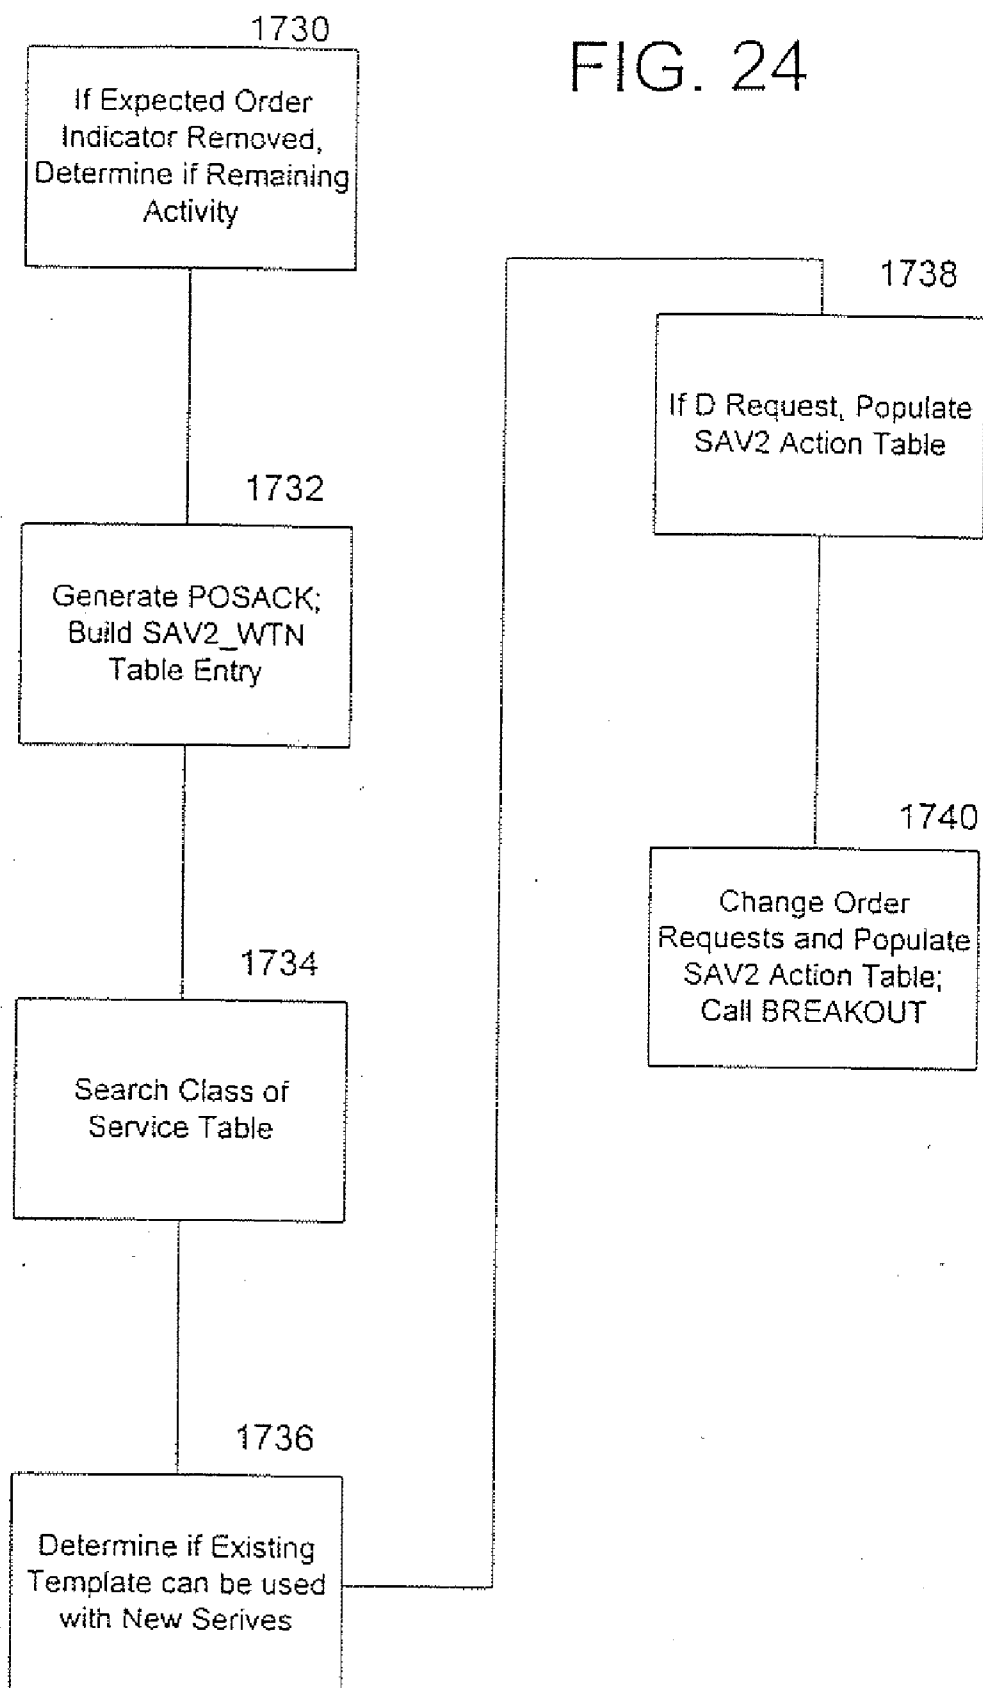 FIG. 24
1730
If Expected Order
Indicator Removed,
Determine if Remaining
Activity
1732
Generate POSACK;
Build SAV2_WTN
Table Entry
1734
Search Class of
Service Table
1736
Determine if Existing
Template can be used
with New Serives
1738
If D Request, Populate
SAV2 Action Table
1740
Change Order
Requests and Populate
SAV2 Action Table;
Call BREAKOUT